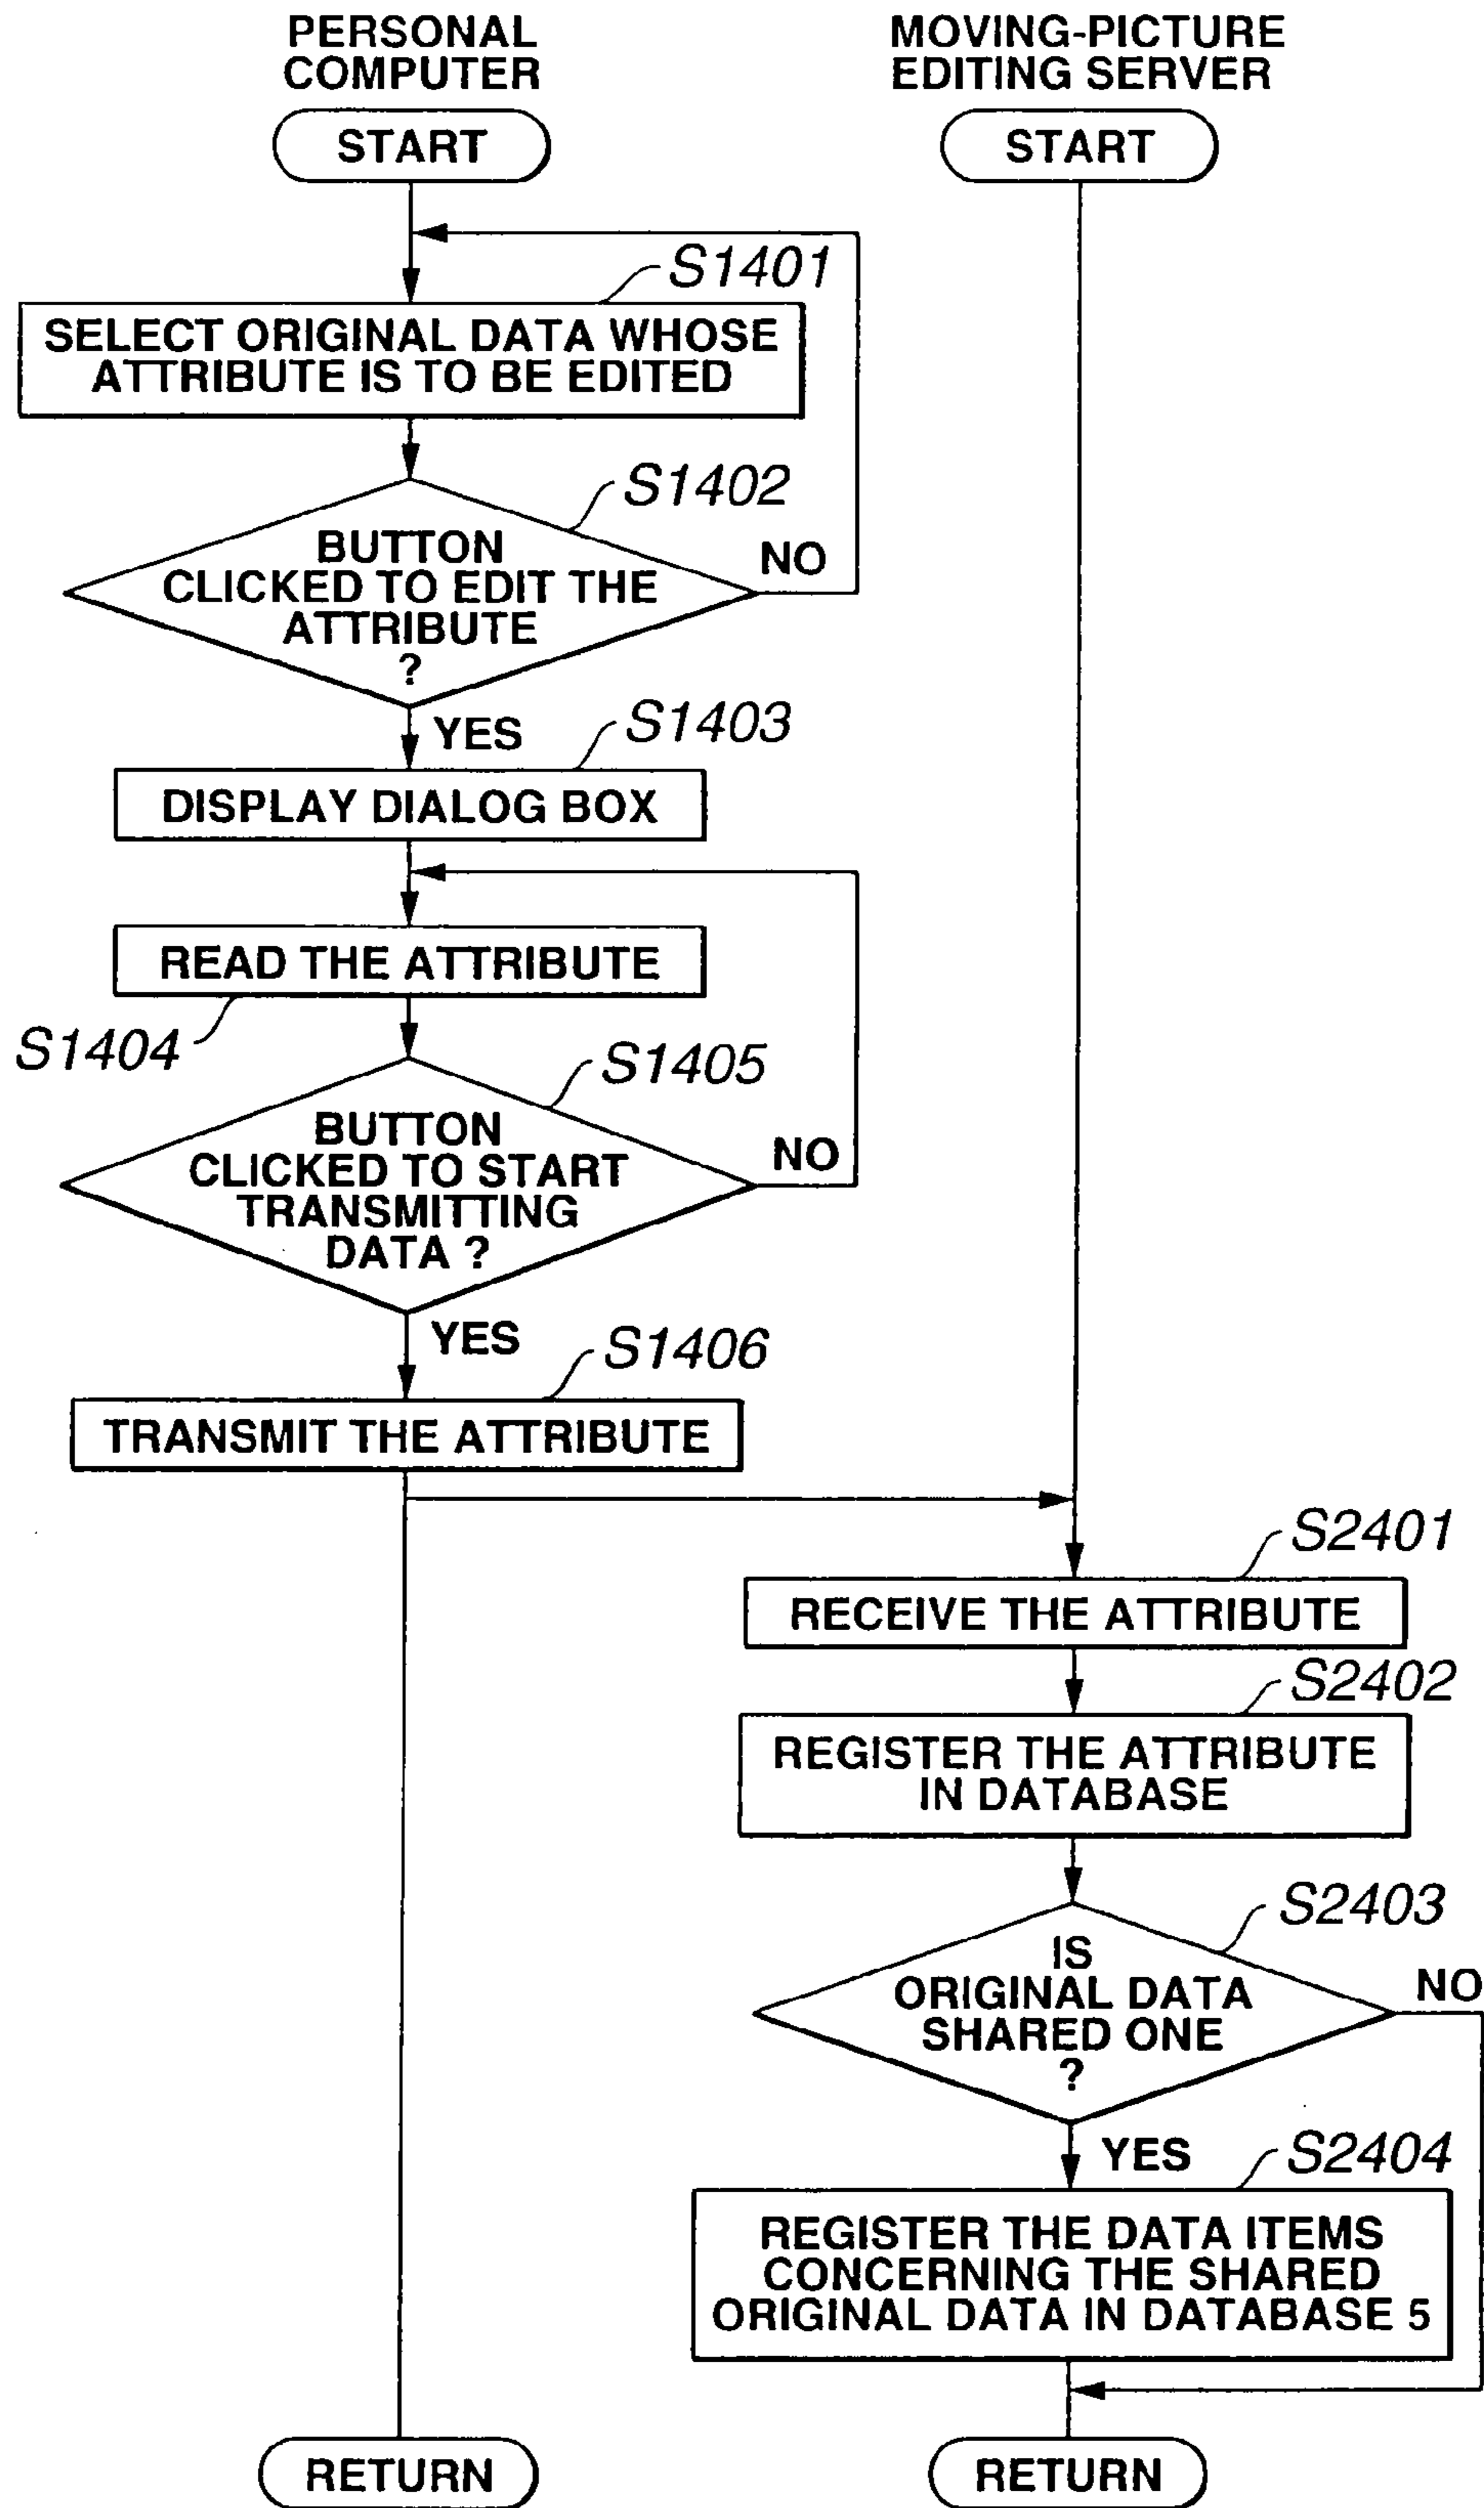 PERSONAL
COMPUTER
START
S1401
SELECT ORIGINAL DATA WHOSE
ATTRIBUTE IS TO BE EDITED
S1402
BUTTON
CLICKED TO EDIT THE
ATTRIBUTE
?
NO
YES
S1403
DISPLAY DIALOG BOX
READ THE ATTRIBUTE
S1404
S1405
BUTTON
CLICKED TO START
TRANSMITTING
DATA ?
NO
YES
S1406
TRANSMIT THE ATTRIBUTE
RETURN
MOVING-PICTURE
EDITING SERVER
START
S2401
RECEIVE THE ATTRIBUTE
S2402
REGISTER THE ATTRIBUTE
IN DATABASE
S2403
IS
ORIGINAL DATA
SHARED ONE
?
NO
YES
S2404
REGISTER THE DATA ITEMS
CONCERNING THE SHARED
ORIGINAL DATA IN DATABASE 5
RETURN